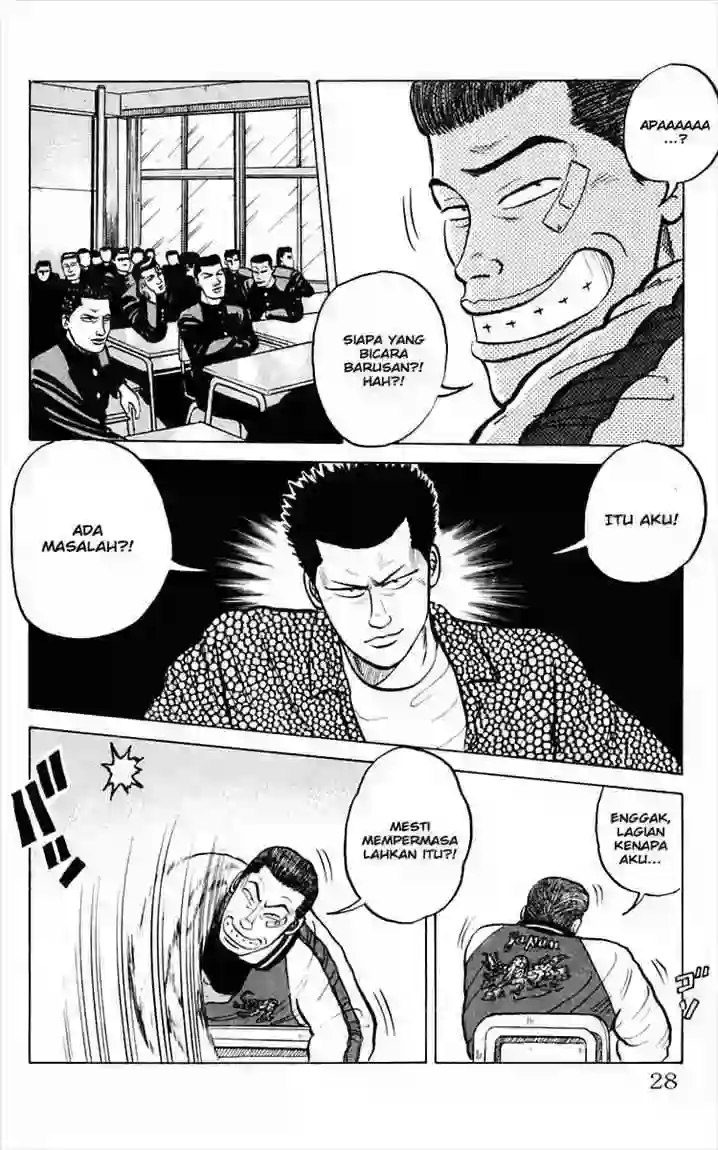 APAAAAAA
...?
SIAPA YANG
BICARA
BARUSAN?!
HAH?!
ITU AKU!
ADA
MASALAH?!
ENGGAK,
LAGIAN
KENAPA
AKU...
MESTI
MEMPERMASA
LAHKAN ITU?!
Japan
28